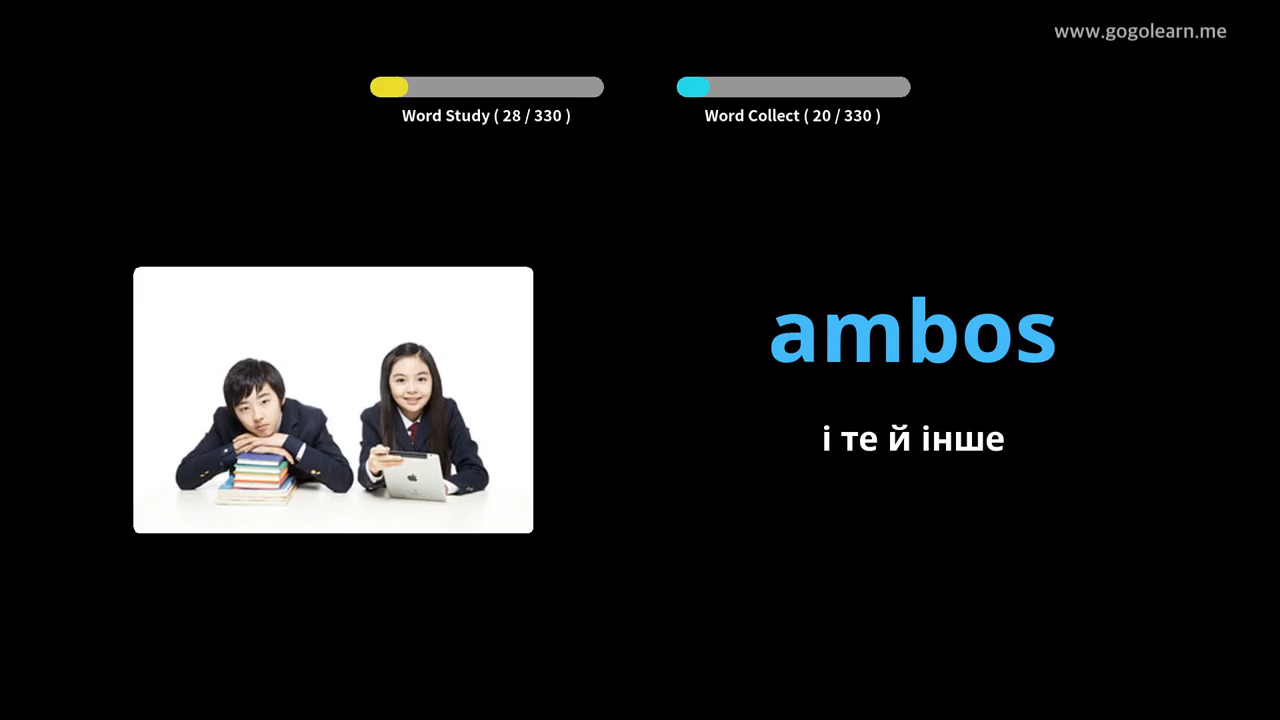 www.gogolearn.me
Word Study ( 28 / 330 )
Word Collect ( 20 / 330 )
ambos
і те й інше